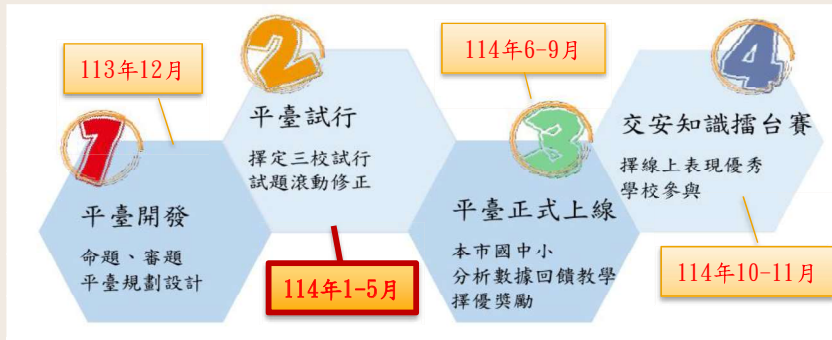 113年12月
1
平臺開發
命題、審題
平臺規劃設計
2
平臺試行
擇定三校試行
試題滾動修正
114年1-5月
114年6-9月
3
平臺正式上線
本市國中小
分析數據回饋教學
擇優獎勵
4
交安知識擂台賽
擇線上表現優秀
學校參與
114年10-11月